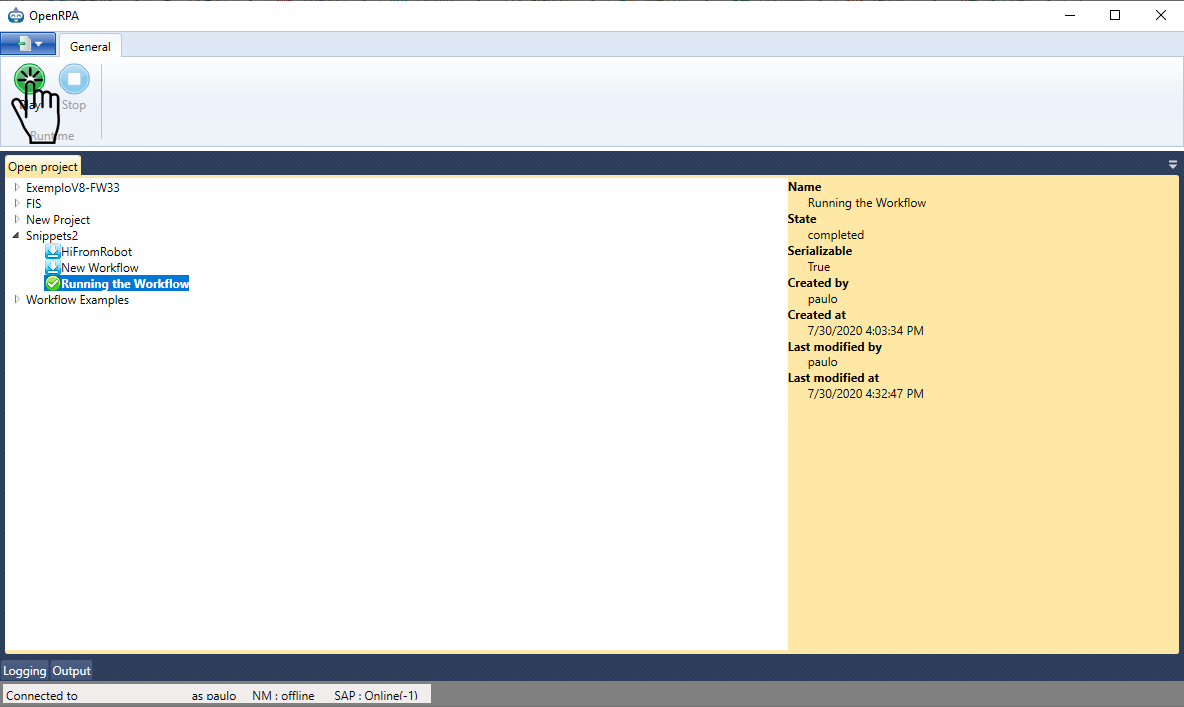 OpenRPA
General
Play Stop
Runtime
Open project
ExemploV8-FW33
FIS
New Project
Snippets2
HiFromRobot
New Workflow
Running the Workflow
Workflow Examples
Name
Running the Workflow
State
completed
Serializable
True
Created by
paulo
Created at
7/30/2020 4:03:34 PM
Last modified by
paulo
Last modified at
7/30/2020 4:32:47 PM
Logging Output
Connected to as paulo NM : offline SAP : Online(-1)